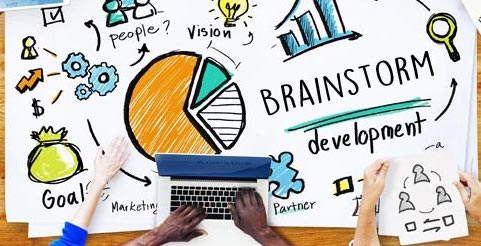 people?
Vision
BRAINSTORM
development
$
Goal
Marketing
Partner